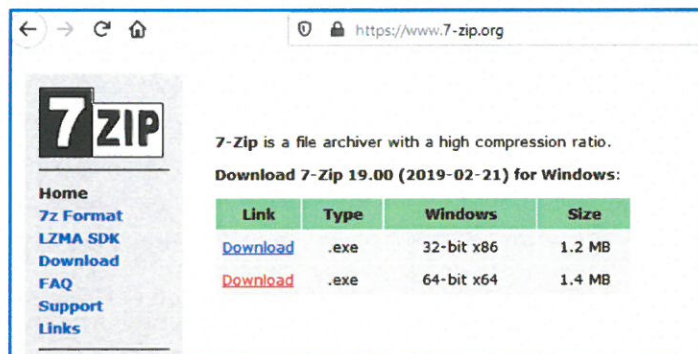 https://www.7-zip.org
7 ZIP
Home
7z Format
LZMA SDK
Download
FAQ
Support
Links
7-Zip is a file archiver with a high compression ratio.
Download 7-Zip 19.00 (2019-02-21) for Windows:
Link Type Windows Size
Download .exe 32-bit x86 1.2 MB
Download .exe 64-bit x64 1.4 MB